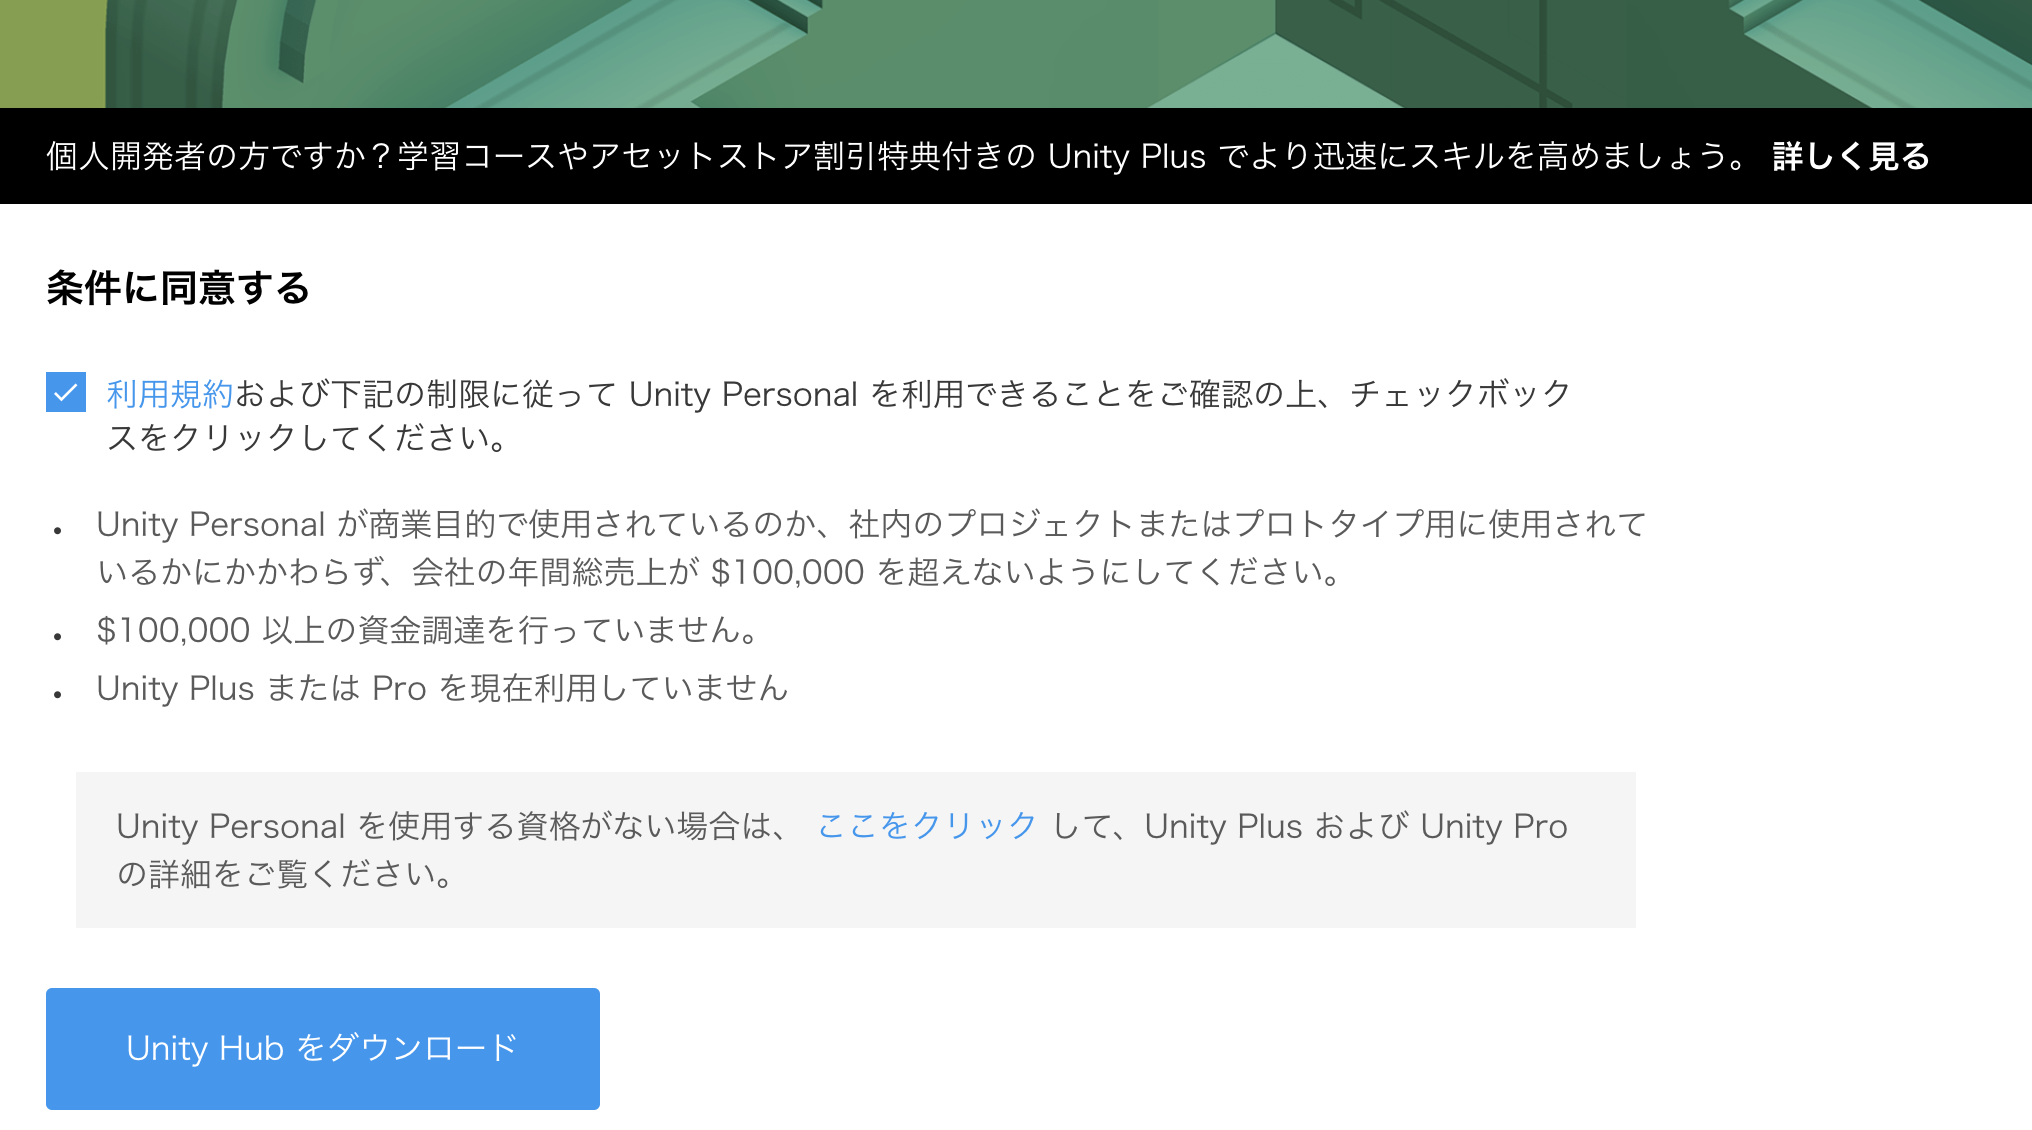 個人開発者の方ですか？学習コースやアセットストア割引特典付きの Unity Plus でより迅速にスキルを高めましょう。 詳しく見る
条件に同意する
利用規約および下記の制限に従って Unity Personal を利用できることをご確認の上、チェックボック
スをクリックしてください。
• Unity Personal が商業目的で使用されているのか、社内のプロジェクトまたはプロトタイプ用に使用されて
いるかにかかわらず、会社の年間総売上が $100,000 を超えないようにしてください。
• $100,000 以上の資金調達を行っていません。
• Unity Plus または Pro を現在利用していません
Unity Personal を使用する資格がない場合は、 ここをクリック して、Unity Plus および Unity Pro
の詳細をご覧ください。
Unity Hub をダウンロード